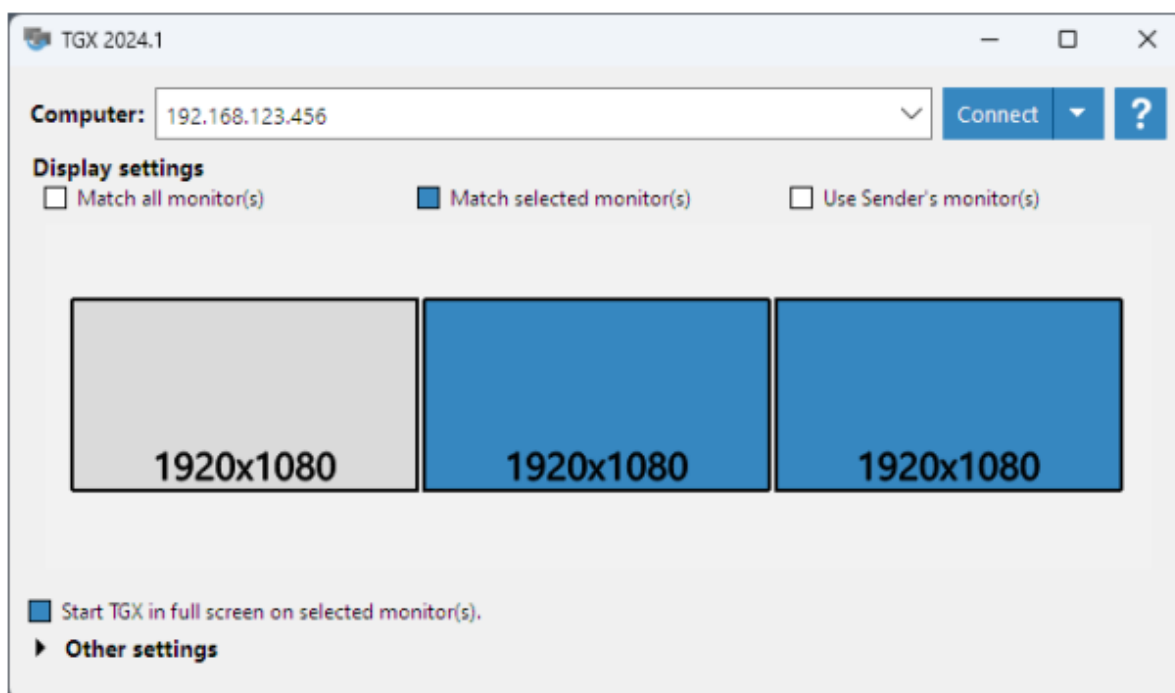 TGX 2024.1
Computer: 192.168.123.456 Connect ?
Display settings
Match all monitor(s) Match selected monitor(s) Use Sender's monitor(s)
1920x1080 1920x1080 1920x1080
Start TGX in full screen on selected monitor(s).
Other settings